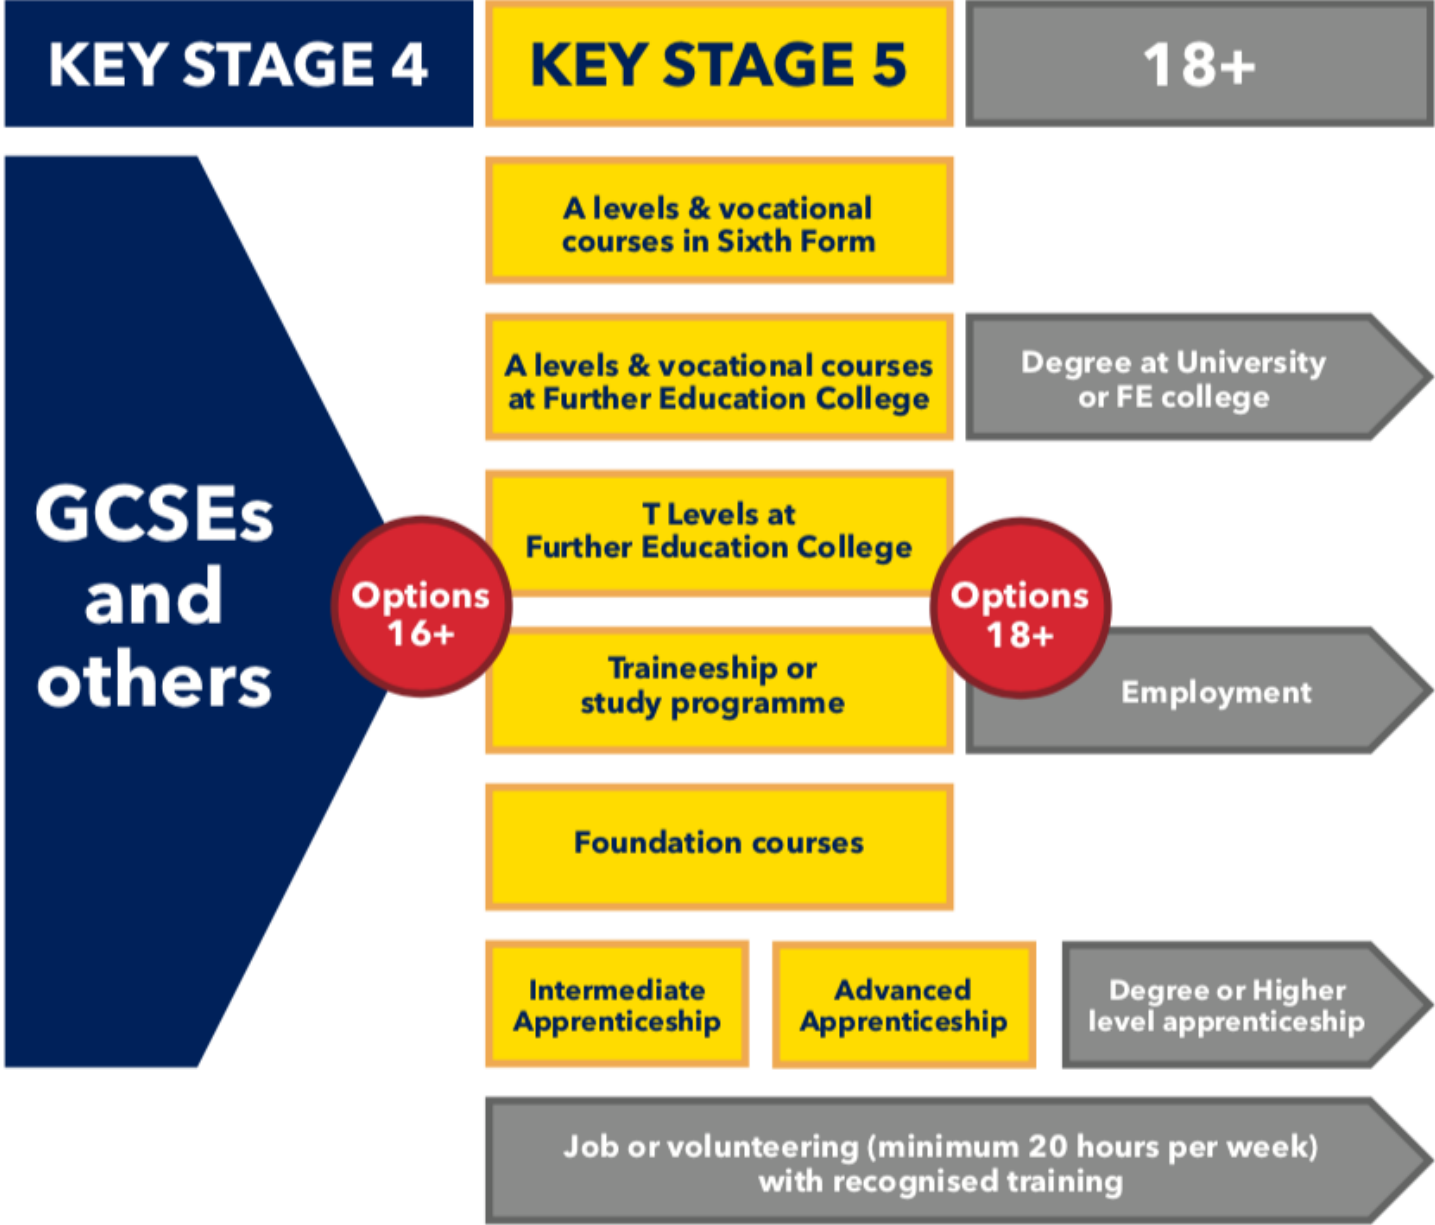 KEY STAGE 4
KEY STAGE 5
18+
GCSEs
and
others
Options
16+
A levels & vocational
courses in Sixth Form
A levels & vocational courses
at Further Education College
T Levels at
Further Education College
Traineeship or
study programme
Foundation courses
Intermediate
Apprenticeship
Advanced
Apprenticeship
Options
18+
Degree at University
or FE college
Employment
Degree or Higher
level apprenticeship
Job or volunteering (minimum 20 hours per week)
with recognised training